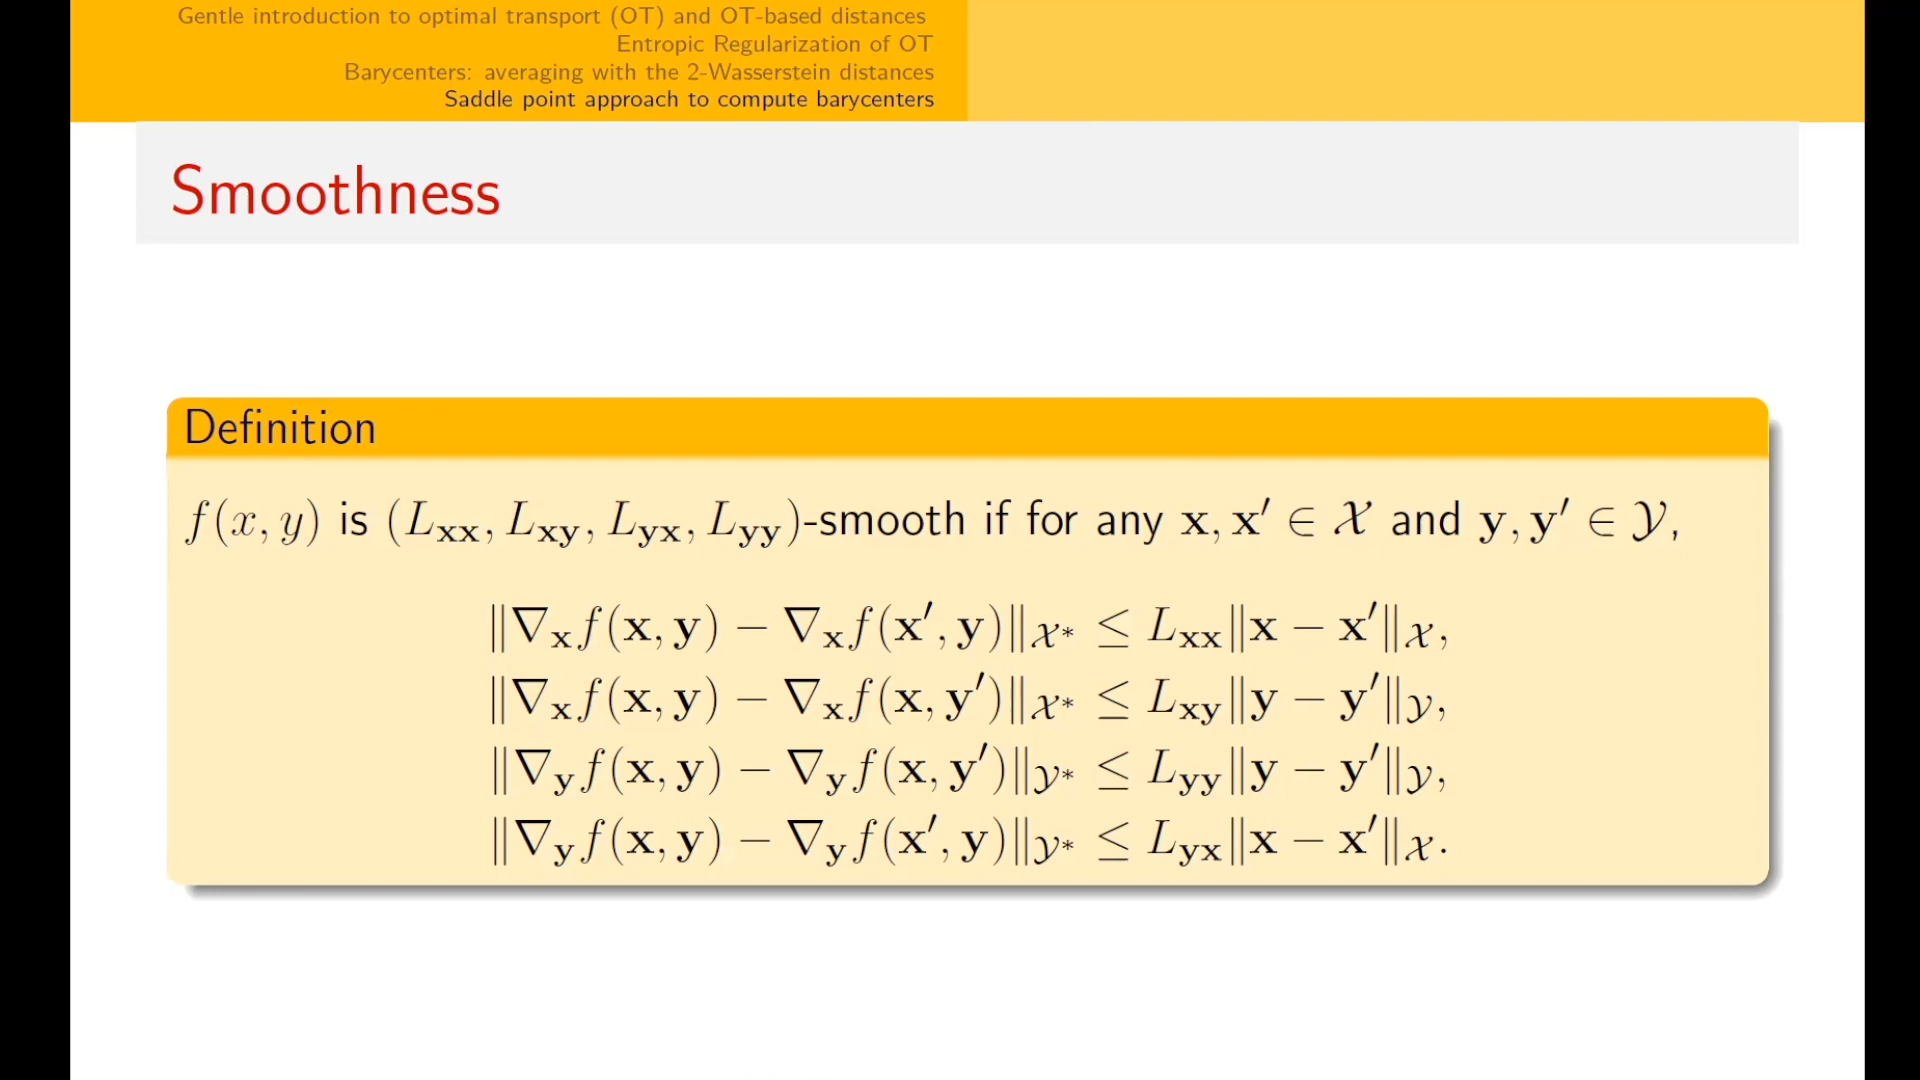 Gentle introduction to optimal transport (OT) and OT-based distances
Entropic Regularization of OT
Barycenters: averaging with the 2-Wasserstein distances
Saddle point approach to compute barycenters
Smoothness
Definition
f(x, y) is (L_𝐱𝐱, L_𝐱𝐲, L_𝐲𝐱, L_𝐲𝐲)-smooth if for any 𝐱, 𝐱′ ∈ 𝒳 and 𝐲, 𝐲′ ∈ 𝒴,
‖∇_𝐱 f(𝐱, 𝐲) − ∇_𝐱 f(𝐱′, 𝐲)‖_𝒳* ≤ L_𝐱𝐱‖𝐱 − 𝐱′‖_𝒳,
‖∇_𝐱 f(𝐱, 𝐲) − ∇_𝐱 f(𝐱, 𝐲′)‖_𝒳* ≤ L_𝐱𝐲‖𝐲 − 𝐲′‖_𝒴,
‖∇_𝐲 f(𝐱, 𝐲) − ∇_𝐲 f(𝐱, 𝐲′)‖_𝒴* ≤ L_𝐲𝐲‖𝐲 − 𝐲′‖_𝒴,
‖∇_𝐲 f(𝐱, 𝐲) − ∇_𝐲 f(𝐱′, 𝐲)‖_𝒴* ≤ L_𝐲𝐱‖𝐱 − 𝐱′‖_𝒳.